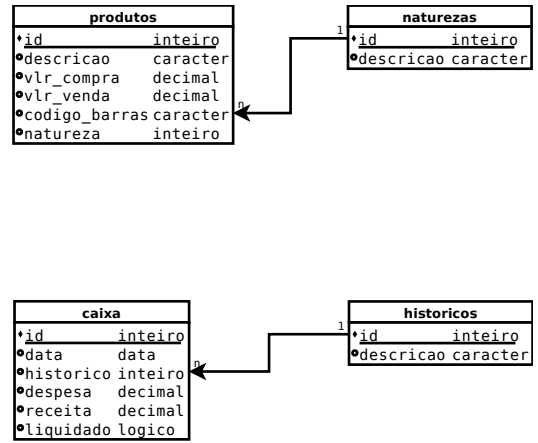 produtos
id inteiro
descricao caracter
vlr_compra decimal
vlr_venda decimal
codigo_barras caracter
natureza inteiro
n
1
naturezas
id inteiro
descricao caracter
caixa
id inteiro
data data
historico inteiro
despesa decimal
receita decimal
liquidado logico
n
1
historicos
id inteiro
descricao caracter